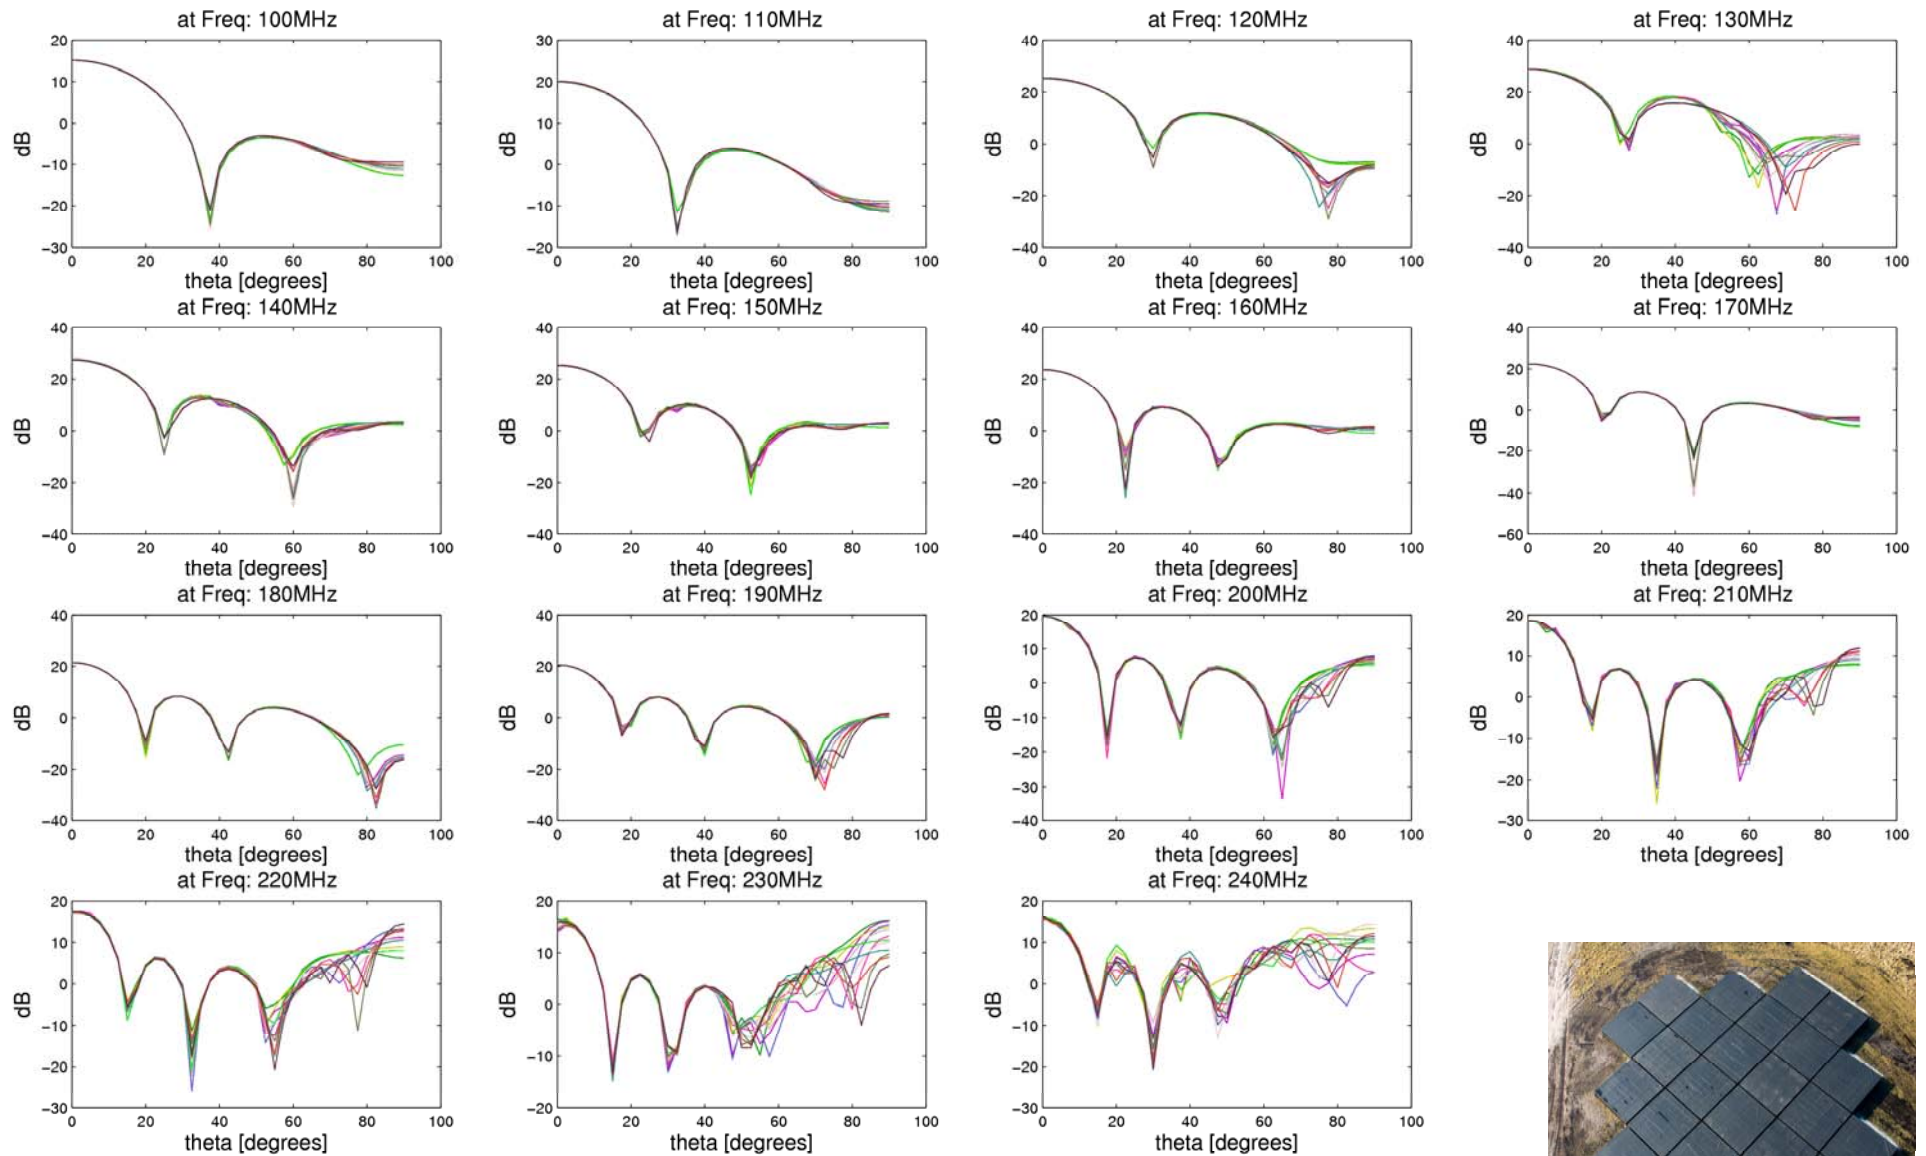 at Freq: 100MHz
at Freq: 110MHz
at Freq: 120MHz
at Freq: 130MHz
20
10
0
−10
−20
−30
dB
0 20 40 60 80 100
theta [degrees]
30
20
10
0
−10
−20
dB
0 20 40 60 80 100
theta [degrees]
40
20
0
−20
−40
dB
0 20 40 60 80 100
theta [degrees]
40
20
0
−20
−40
dB
0 20 40 60 80 100
theta [degrees]
at Freq: 140MHz
at Freq: 150MHz
at Freq: 160MHz
at Freq: 170MHz
40
20
0
−20
−40
dB
0 20 40 60 80 100
theta [degrees]
40
20
0
−20
−40
dB
0 20 40 60 80 100
theta [degrees]
40
20
0
−20
−40
dB
0 20 40 60 80 100
theta [degrees]
40
20
0
−20
−40
−60
dB
0 20 40 60 80 100
theta [degrees]
at Freq: 180MHz
at Freq: 190MHz
at Freq: 200MHz
at Freq: 210MHz
40
20
0
−20
−40
dB
0 20 40 60 80 100
theta [degrees]
40
20
0
−20
−40
dB
0 20 40 60 80 100
theta [degrees]
20
10
0
−10
−20
−30
−40
dB
0 20 40 60 80 100
theta [degrees]
20
10
0
−10
−20
−30
dB
0 20 40 60 80 100
theta [degrees]
at Freq: 220MHz
at Freq: 230MHz
at Freq: 240MHz
20
10
0
−10
−20
−30
dB
0 20 40 60 80 100
theta [degrees]
20
10
0
−10
−20
dB
0 20 40 60 80 100
theta [degrees]
20
10
0
−10
−20
−30
dB
0 20 40 60 80 100
theta [degrees]